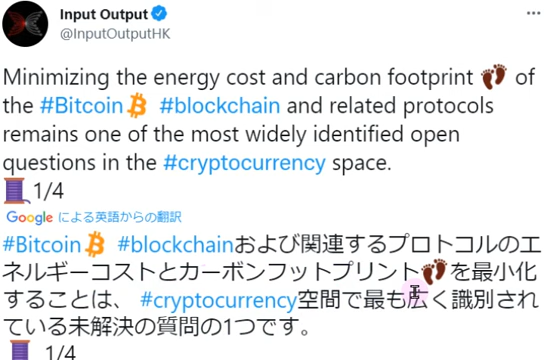 Input Output
@InputOutputHK
Minimizing the energy cost and carbon footprint 👣 of
the #Bitcoin₿ #blockchain and related protocols
remains one of the most widely identified open
questions in the #cryptocurrency space.
🧵 1/4
Google による英語からの翻訳
#Bitcoin₿ #blockchainおよび関連するプロトコルのエ
ネルギーコストとカーボンフットプリント👣を最小化
することは、 #cryptocurrency空間で最も広く識別され
ている未解決の質問の1つです。
🧵 1/4